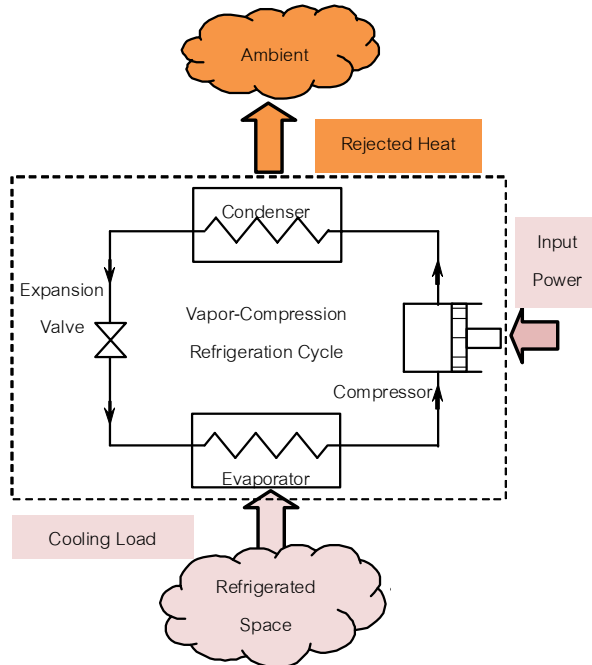 Ambient
Rejected Heat
Condenser
Input
Power
Expansion
Valve
Vapor-Compression
Refrigeration Cycle
Compressor
Evaporator
Cooling Load
Refrigerated
Space